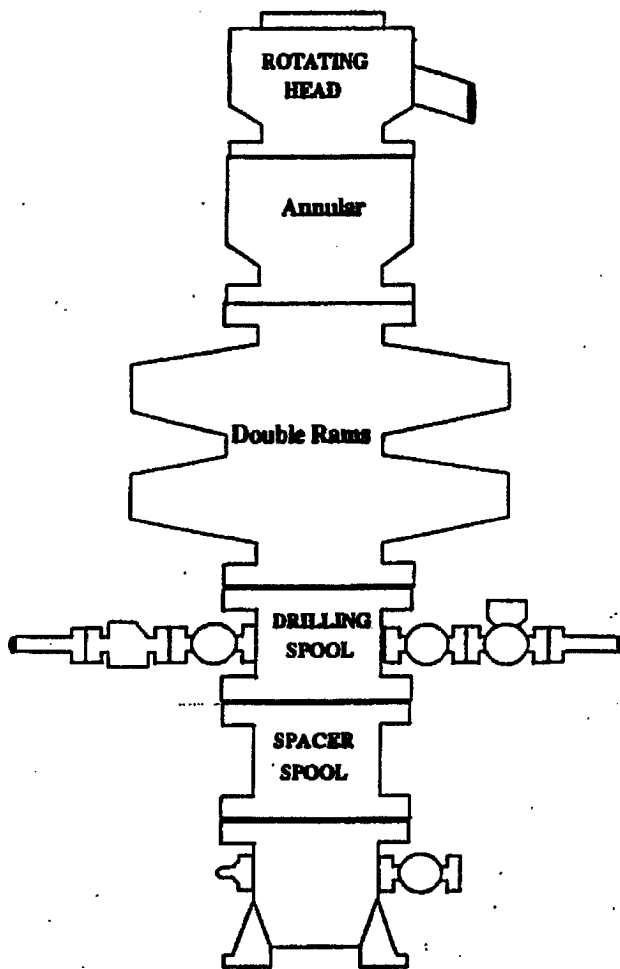 ROTATING
HEAD
Annular
Double Rams
DRILLING
SPOOL
SPACER
SPOOL